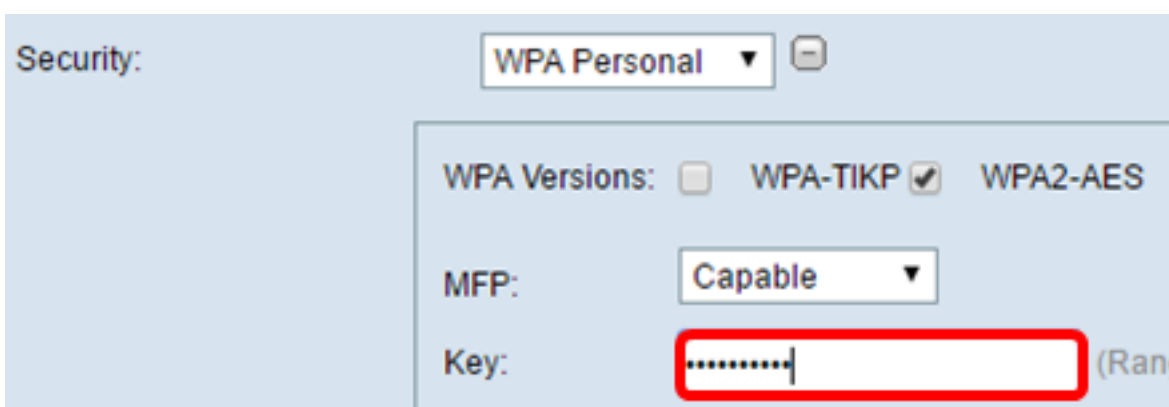 Security: WPA Personal
WPA Versions: WPA-TIKP WPA2-AES
MFP: Capable
Key: •••••••••• (Ran